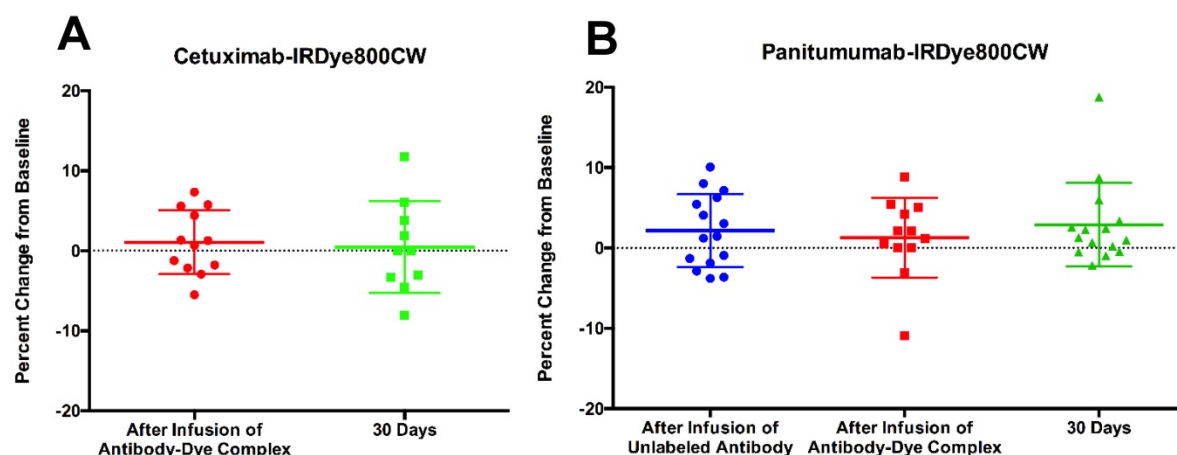 A
Cetuximab-IRDye800CW
Percent Change from Baseline
20
10
0
-10
-20
After Infusion of
Antibody-Dye Complex
30 Days
B
Panitumumab-IRDye800CW
Percent Change from Baseline
20
10
0
-10
-20
After Infusion of
Unlabeled Antibody
After Infusion of
Antibody-Dye Complex
30 Days